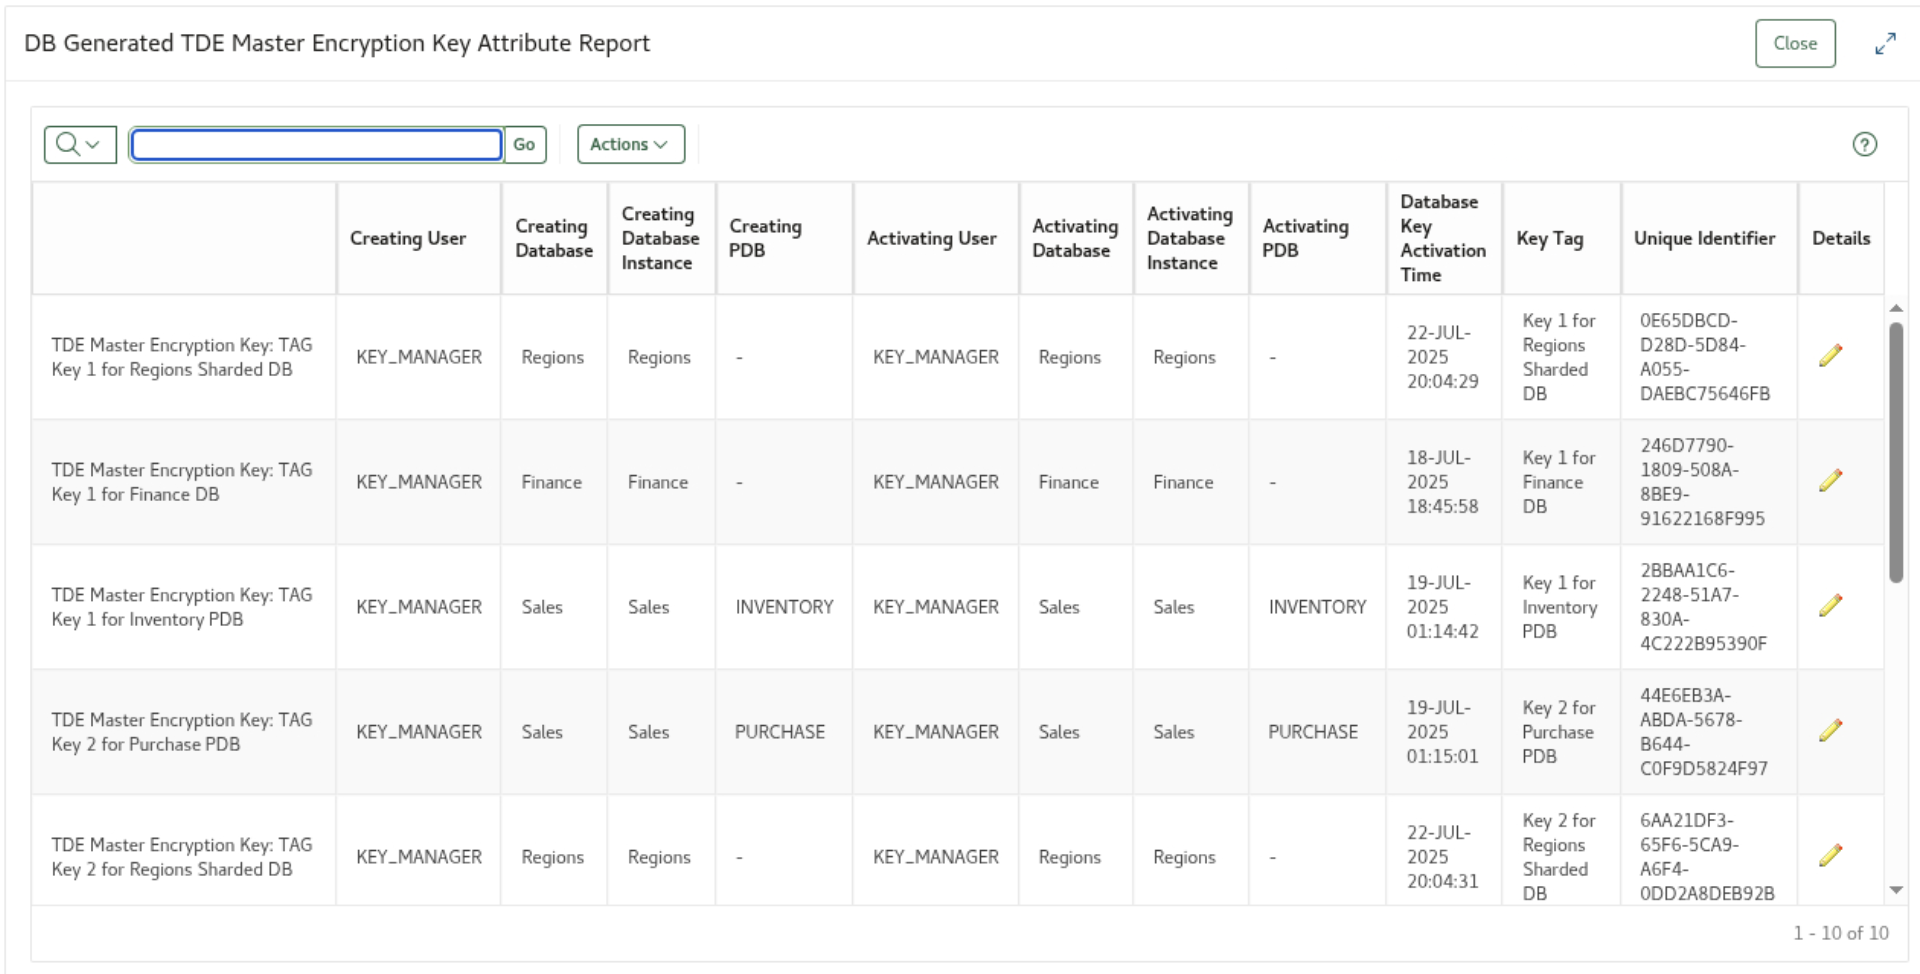 DB Generated TDE Master Encryption Key Attribute Report
Close
Go
Actions
?
Creating User
Creating
Database
Creating
Database
Instance
Creating
PDB
Activating User
Activating
Database
Activating
Database
Instance
Activating
PDB
Database
Key
Activation
Time
Key Tag
Unique Identifier
Details
TDE Master Encryption Key: TAG
Key 1 for Regions Sharded DB
KEY_MANAGER
Regions
Regions
-
KEY_MANAGER
Regions
Regions
-
22-JUL-
2025
20:04:29
Key 1 for
Regions
Sharded
DB
0E65DBCD-
D28D-5D84-
A055-
DAEBC75646FB
TDE Master Encryption Key: TAG
Key 1 for Finance DB
KEY_MANAGER
Finance
Finance
-
KEY_MANAGER
Finance
Finance
-
18-JUL-
2025
18:45:58
Key 1 for
Finance
DB
246D7790-
1809-508A-
8BE9-
91622168F995
TDE Master Encryption Key: TAG
Key 1 for Inventory PDB
KEY_MANAGER
Sales
Sales
INVENTORY
KEY_MANAGER
Sales
Sales
INVENTORY
19-JUL-
2025
01:14:42
Key 1 for
Inventory
PDB
2BBAA1C6-
2248-51A7-
830A-
4C222B95390F
TDE Master Encryption Key: TAG
Key 2 for Purchase PDB
KEY_MANAGER
Sales
Sales
PURCHASE
KEY_MANAGER
Sales
Sales
PURCHASE
19-JUL-
2025
01:15:01
Key 2 for
Purchase
PDB
44E6EB3A-
ABDA-5678-
B644-
C0F9D5824F97
TDE Master Encryption Key: TAG
Key 2 for Regions Sharded DB
KEY_MANAGER
Regions
Regions
-
KEY_MANAGER
Regions
Regions
-
22-JUL-
2025
20:04:31
Key 2 for
Regions
Sharded
DB
6AA21DF3-
65F6-5CA9-
A6F4-
0DD2A8DEB92B
1 - 10 of 10